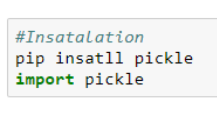 #Insatalation
pip insatll pickle
import pickle